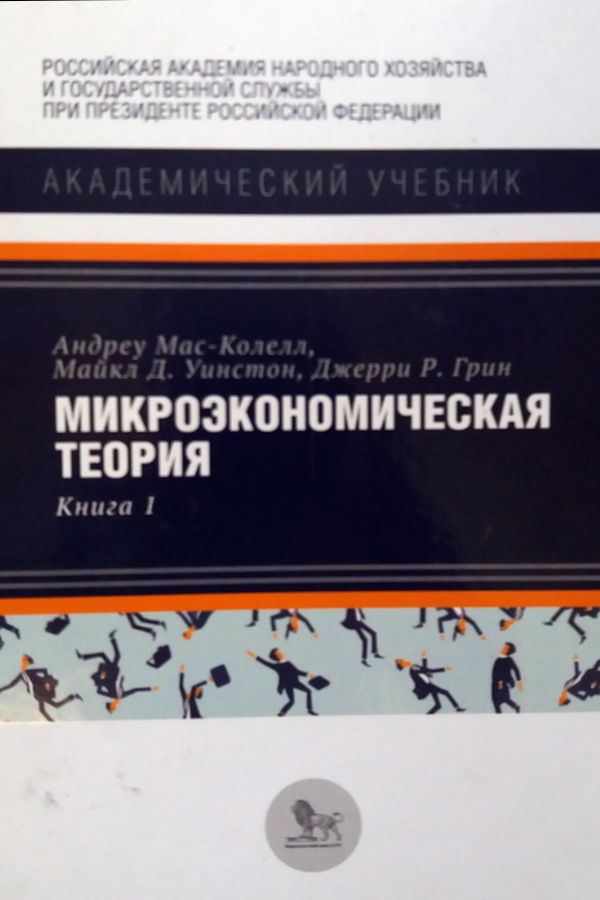 РОССИЙСКАЯ АКАДЕМИЯ НАРОДНОГО ХОЗЯЙСТВА
И ГОСУДАРСТВЕННОЙ СЛУЖБЫ
ПРИ ПРЕЗИДЕНТЕ РОССИЙСКОЙ ФЕДЕРАЦИИ
АКАДЕМИЧЕСКИЙ УЧЕБНИК
Андреу Мас-Колелл,
Майкл Д. Уинстон, Джерри Р. Грин
МИКРОЭКОНОМИЧЕСКАЯ
ТЕОРИЯ
Книга 1